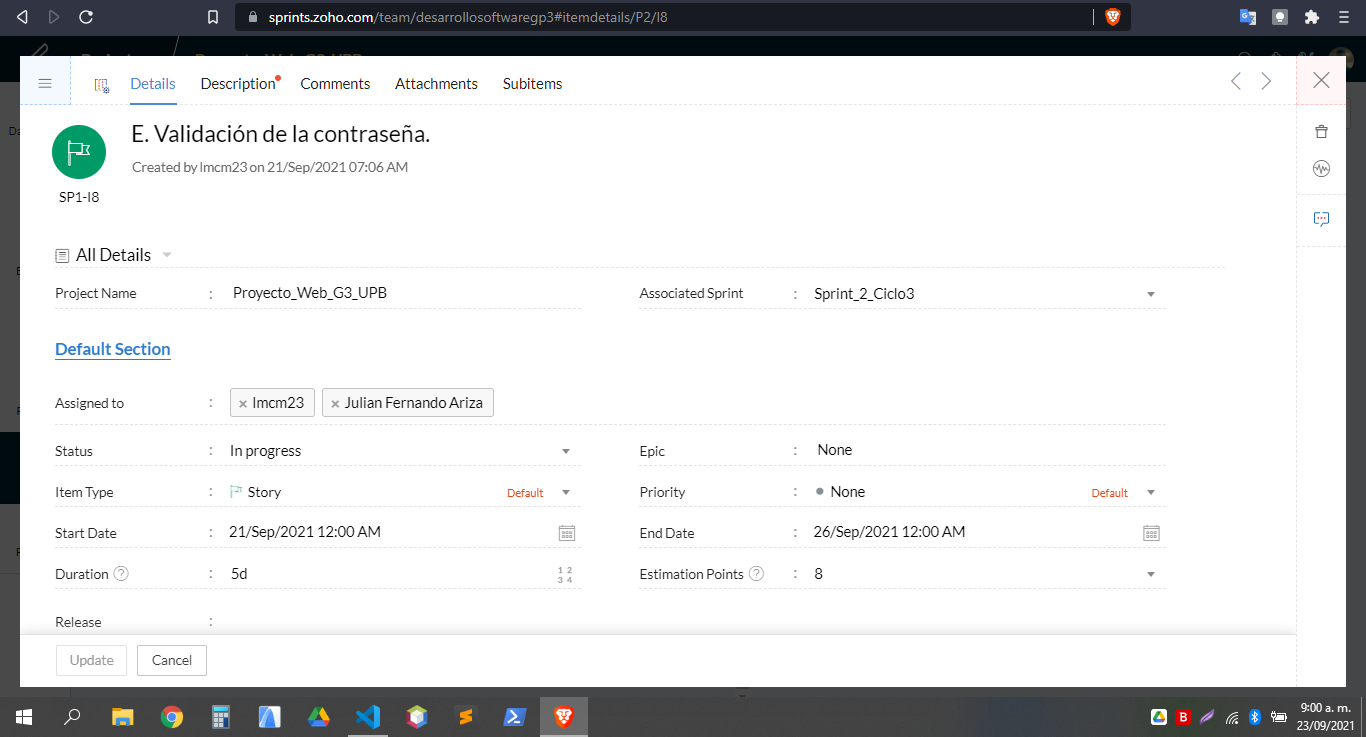 sprints.zoho.com/team/desarrollosoftwaregp3#itemdetails/P2/I8
Details Description Comments Attachments Subitems
E. Validación de la contraseña.
Created by lmcm23 on 21/Sep/2021 07:06 AM
SP1-I8
All Details
Project Name : Proyecto_Web_G3_UPB Associated Sprint : Sprint_2_Ciclo3
Default Section
Assigned to : × lmcm23 × Julian Fernando Ariza
Status : In progress Epic : None
Item Type : Story Default Priority : None Default
Start Date : 21/Sep/2021 12:00 AM End Date : 26/Sep/2021 12:00 AM
Duration ? : 5d 1 2 3 4 Estimation Points ? : 8
Release :
Update Cancel
9:00 a. m.
23/09/2021